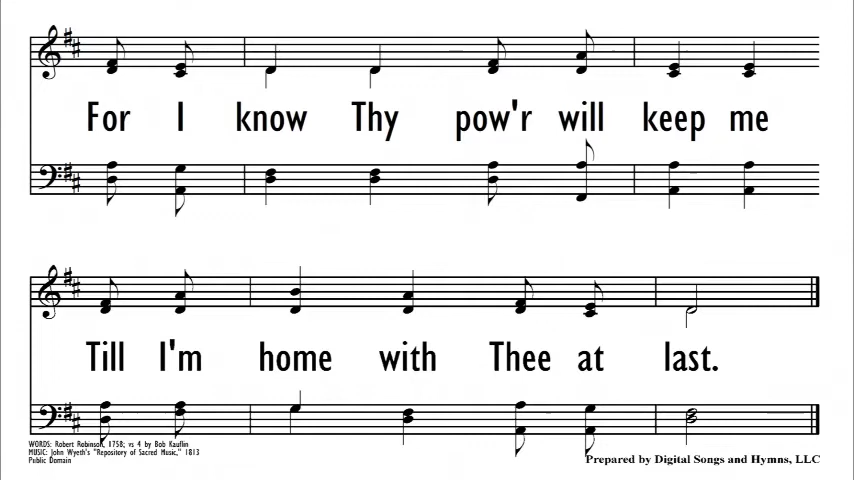 For I know Thy pow'r will keep me
Till I'm home with Thee at last.
WORDS: Robert Robinson, 1758; vs 4 by Bob Kauflin
MUSIC: John Wyeth's "Repository of Sacred Music," 1813
Public Domain
Prepared by Digital Songs and Hymns, LLC